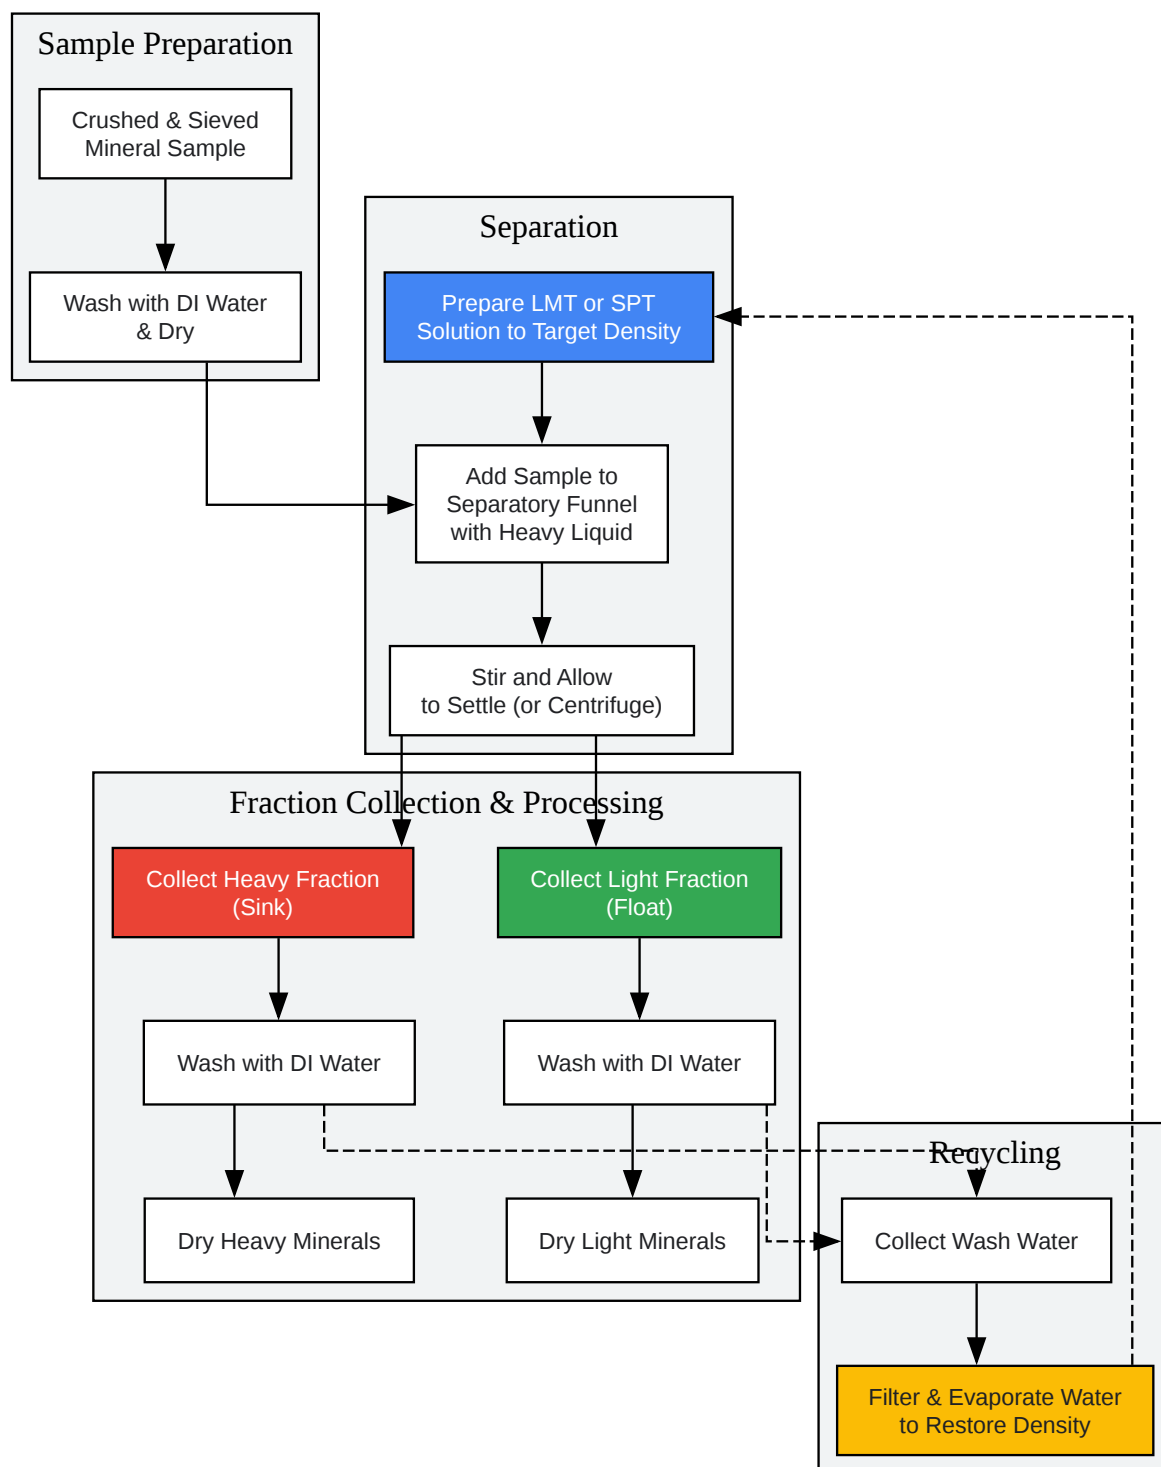 Sample Preparation
Crushed & Sieved
Mineral Sample
Wash with DI Water
& Dry
Separation
Prepare LMT or SPT
Solution to Target Density
Add Sample to
Separatory Funnel
with Heavy Liquid
Stir and Allow
to Settle (or Centrifuge)
Fraction Collection & Processing
Collect Heavy Fraction
(Sink)
Collect Light Fraction
(Float)
Wash with DI Water
Wash with DI Water
Dry Heavy Minerals
Dry Light Minerals
Recycling
Collect Wash Water
Filter & Evaporate Water
to Restore Density